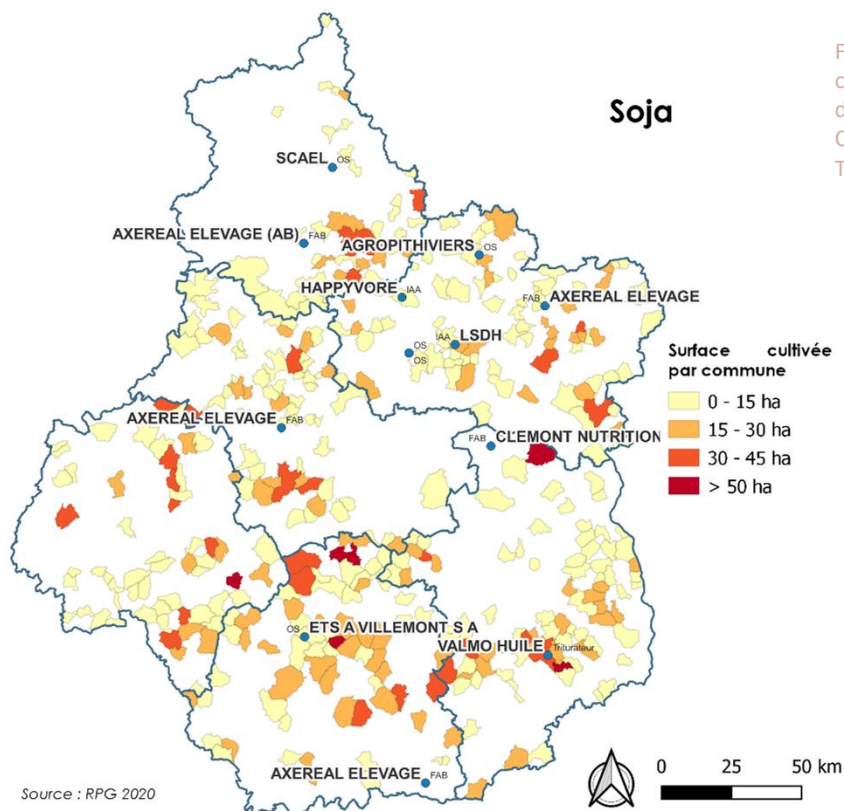 Soja
SCAEL OS
AXEREAL ELEVAGE (AB) FAB
AGROPITHIVIERS OS
HAPPYVORE IAA
FAB AXEREAL ELEVAGE
IAA LSDH
OS
OS
Surface cultivée
par commune
0 - 15 ha
15 - 30 ha
30 - 45 ha
> 50 ha
AXEREAL ELEVAGE FAB
FAB CLEMONT NUTRITION
OS ETS A VILLEMONT S A
VALMO HUILE Triturateur
AXEREAL ELEVAGE FAB
0 25 50 km
Source : RPG 2020